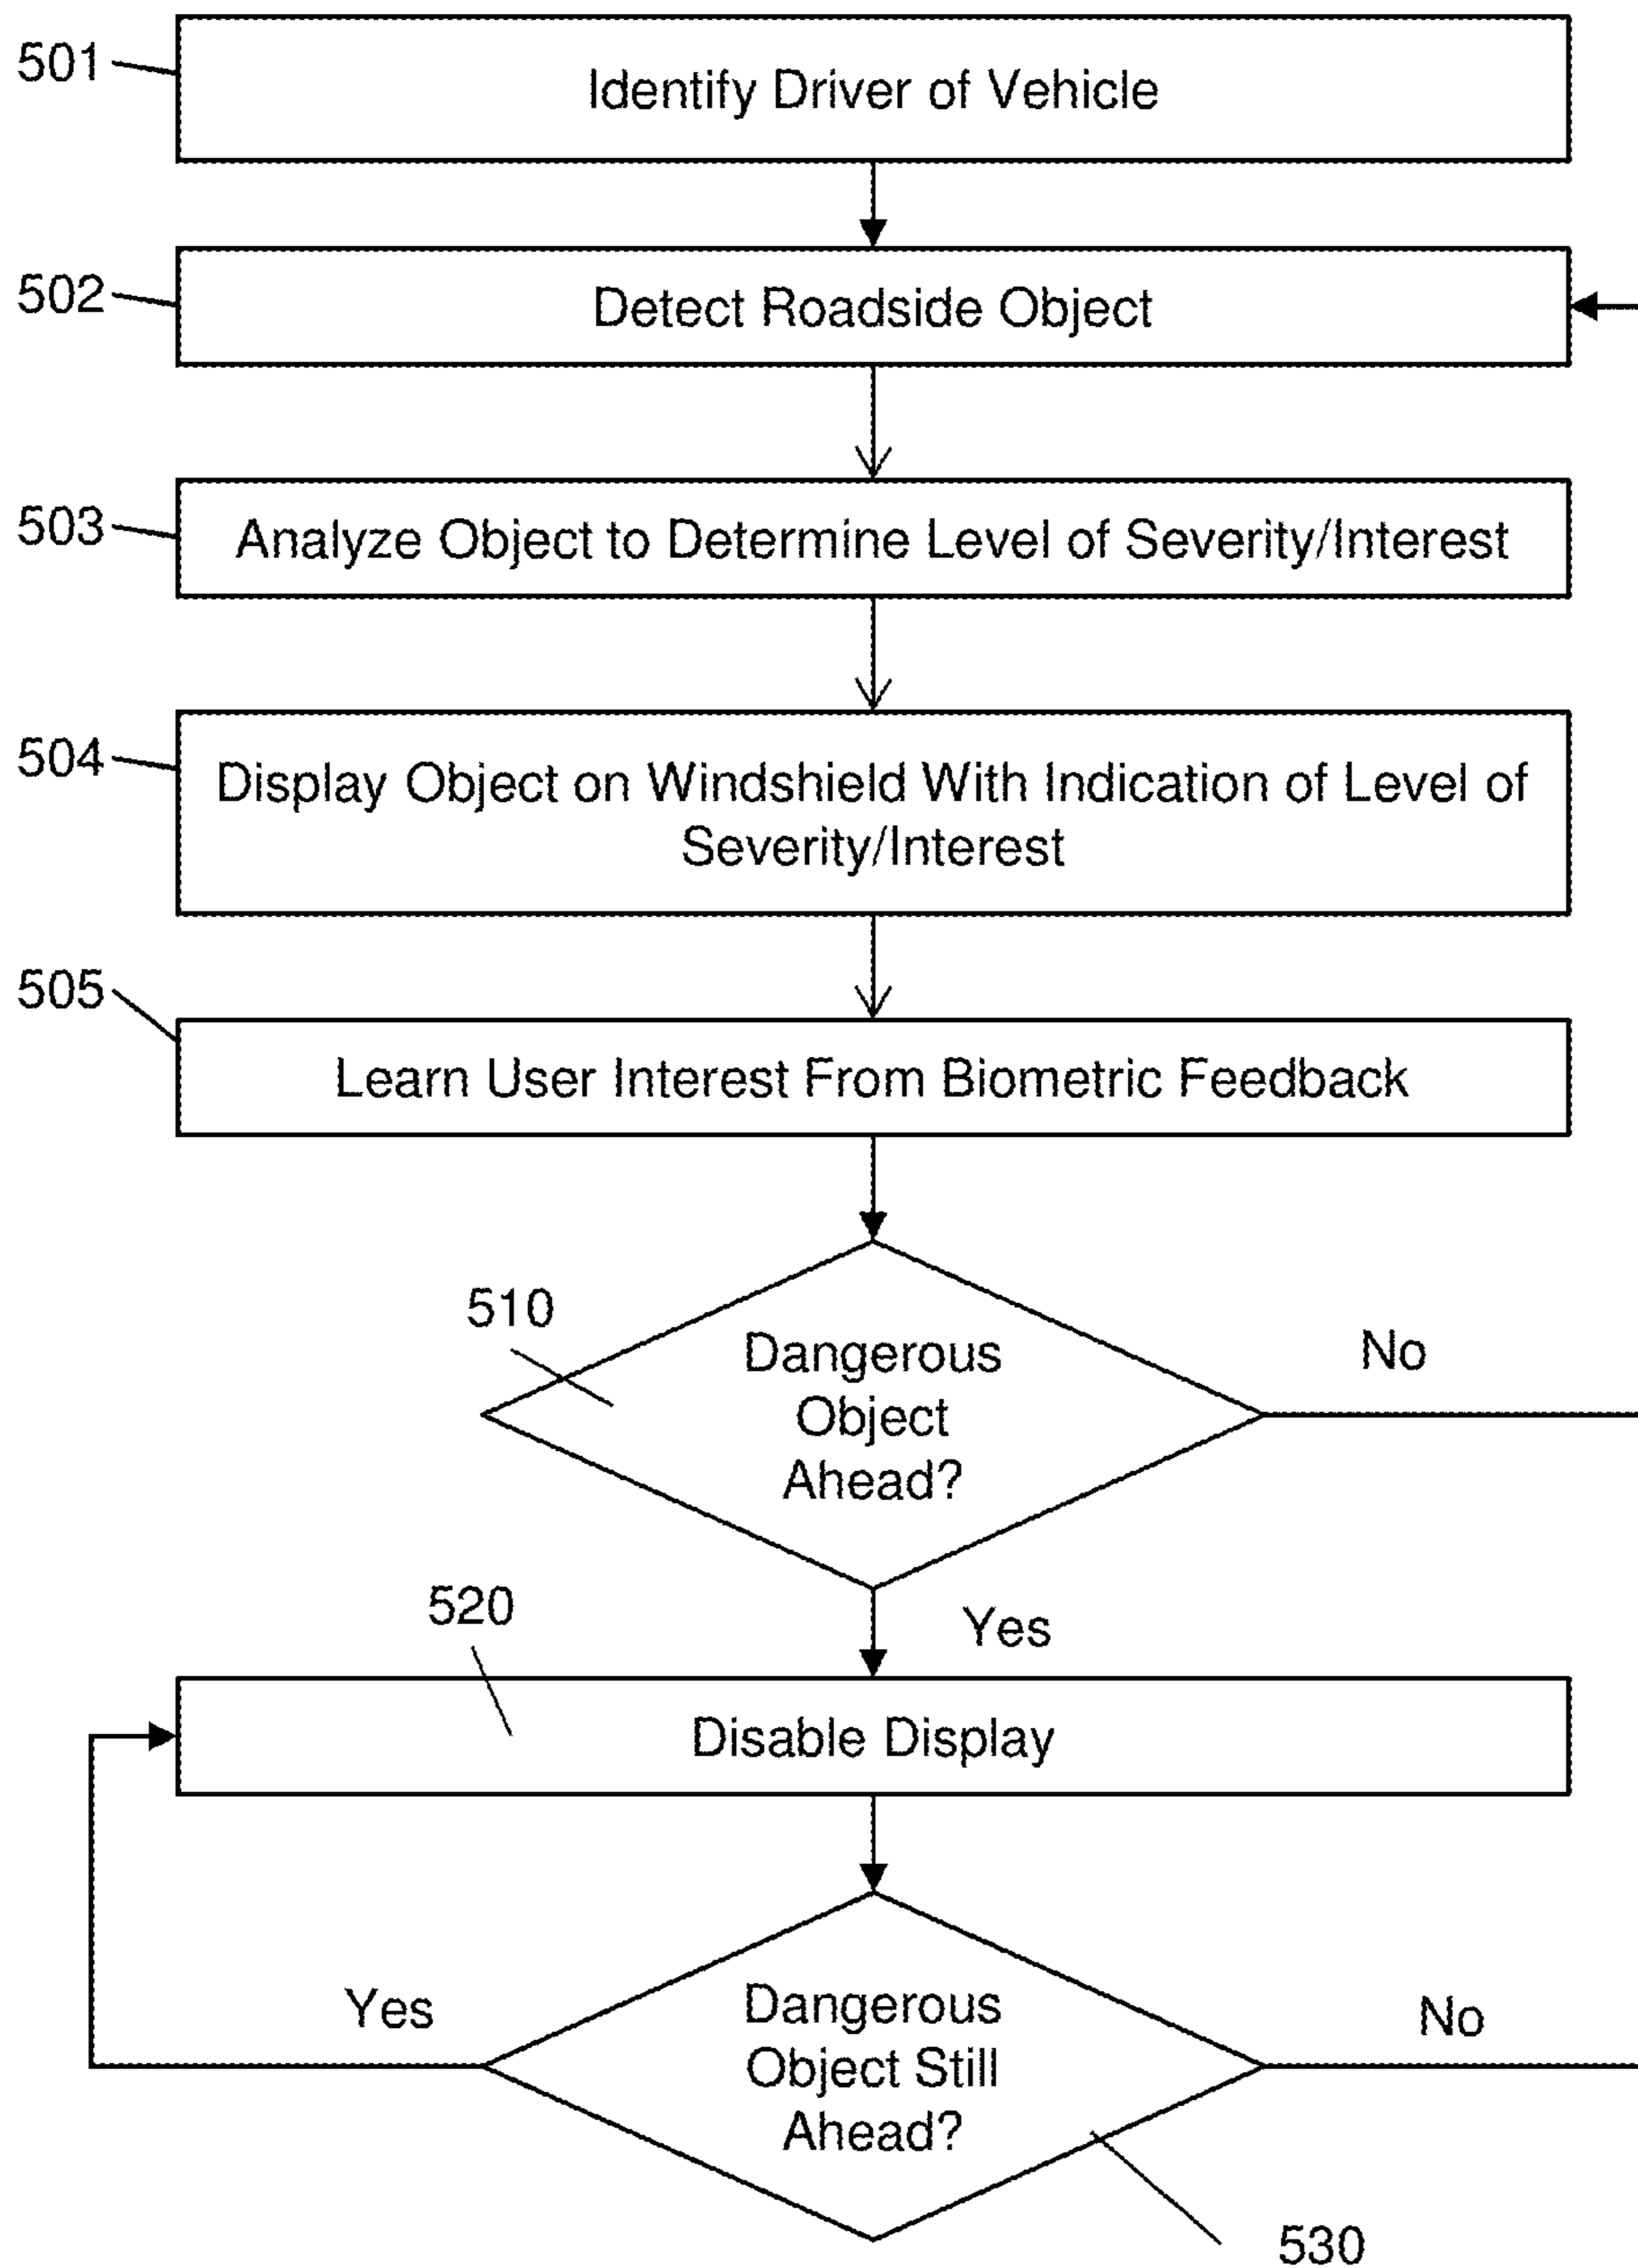 501
Identify Driver of Vehicle
502
Detect Roadside Object
503
Analyze Object to Determine Level of Severity/Interest
504
Display Object on Windshield With Indication of Level of
Severity/Interest
505
Learn User Interest From Biometric Feedback
510
Dangerous
Object
Ahead?
No
Yes
520
Disable Display
Yes
Dangerous
Object Still
Ahead?
No
530